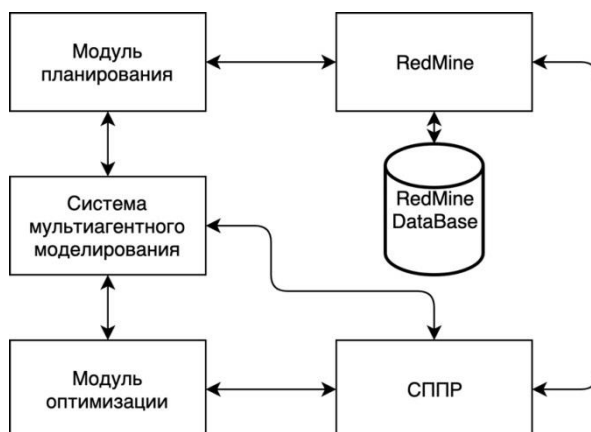 Модуль
планирования
RedMine
RedMine
DataBase
Система
мультиагентного
моделирования
Модуль
оптимизации
СППР